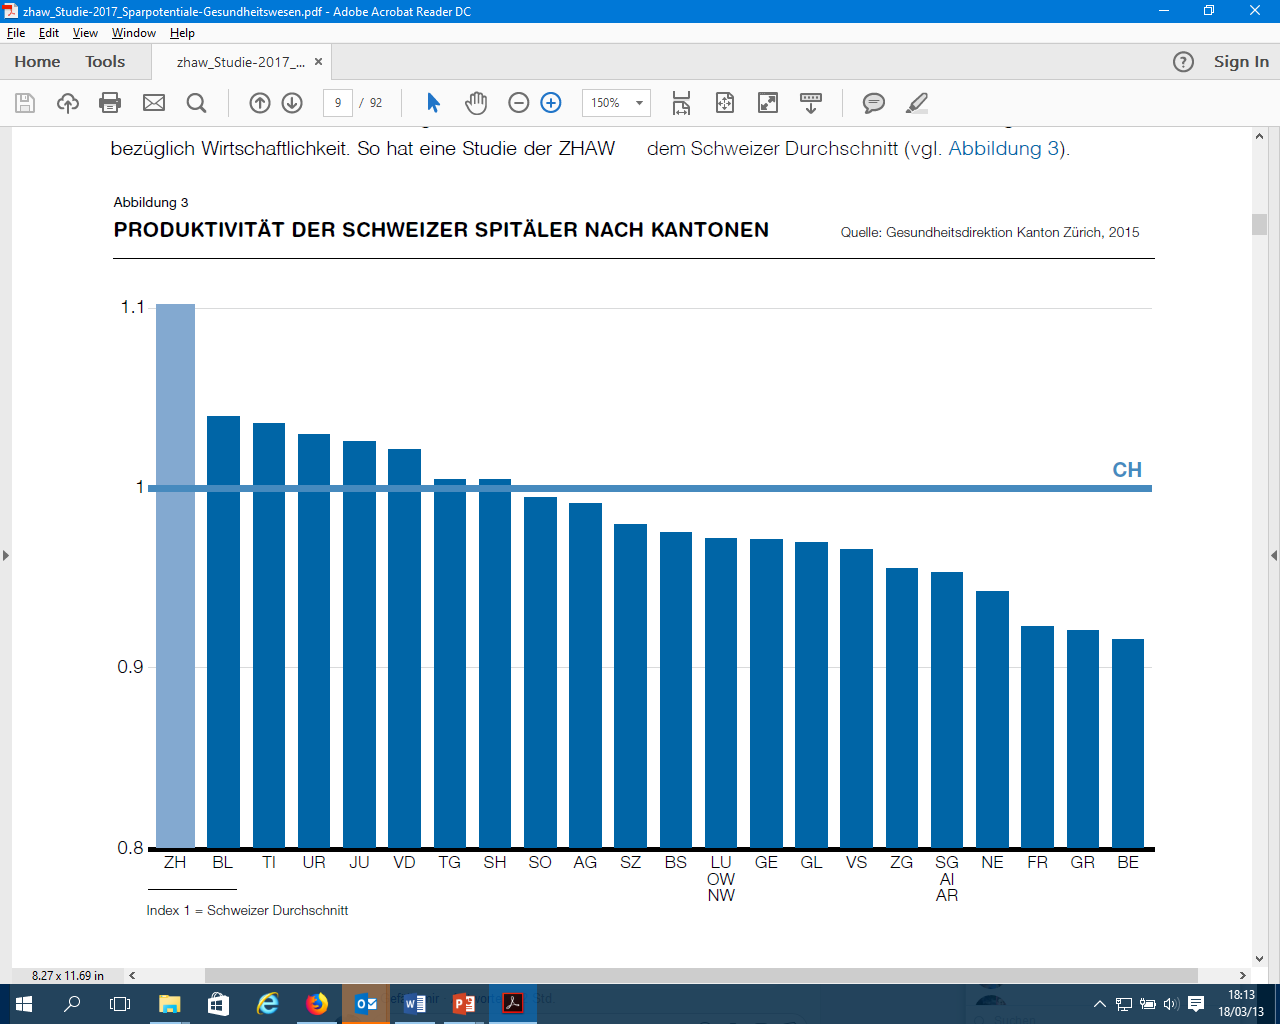 zhaw_Studie-2017_Sparpotentiale-Gesundheitswesen.pdf - Adobe Acrobat Reader DC
File Edit View Window Help
Home Tools zhaw_Studie-2017_... × ? Sign In
9 / 92 150%
bezüglich Wirtschaftlichkeit. So hat eine Studie der ZHAW
dem Schweizer Durchschnitt (vgl. Abbildung 3).
Abbildung 3
PRODUKTIVITÄT DER SCHWEIZER SPITÄLER NACH KANTONEN
Quelle: Gesundheitsdirektion Kanton Zürich, 2015
1.1
CH
1
0.9
0.8
ZH BL TI UR JU VD TG SH SO AG SZ BS LU GE GL VS ZG SG NE FR GR BE
OW AI
NW AR
Index 1 = Schweizer Durchschnitt
8.27 x 11.69 in
18:13
18/03/13